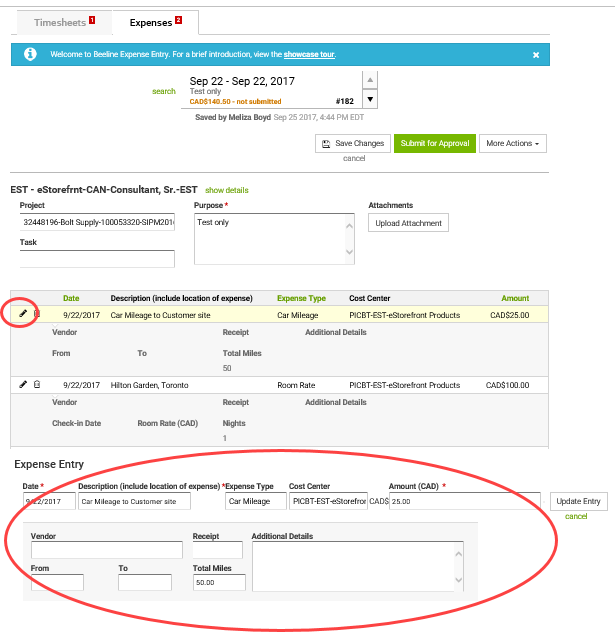 Timesheets 1 Expenses 2
Welcome to Beeline Expense Entry. For a brief introduction, view the showcase tour. ×
Sep 22 - Sep 22, 2017
search Test only
CAD$140.50 - not submitted #182
Saved by Meliza Boyd Sep 25 2017, 4:44 PM EDT
Save Changes Submit for Approval More Actions
cancel
EST - eStorefrnt-CAN-Consultant, Sr.-EST show details
Project Purpose * Attachments
32448196-Bolt Supply-100053320-SIPM201 Test only Upload Attachment
Task
Date Description (include location of expense) Expense Type Cost Center Amount
9/22/2017 Car Mileage to Customer site Car Mileage PICBT-EST-eStorefront Products CAD$25.00
Vendor Receipt Additional Details
From To Total Miles
50
9/22/2017 Hilton Garden, Toronto Room Rate PICBT-EST-eStorefront Products CAD$100.00
Vendor Receipt Additional Details
Check-in Date Room Rate (CAD) Nights
1
Expense Entry
Date * Description (include location of expense) * Expense Type Cost Center Amount (CAD) *
9/22/2017 Car Mileage to Customer site Car Mileage PICBT-EST-eStorefror CAD$ 25.00 Update Entry
cancel
Vendor Receipt Additional Details
From To Total Miles
50.00